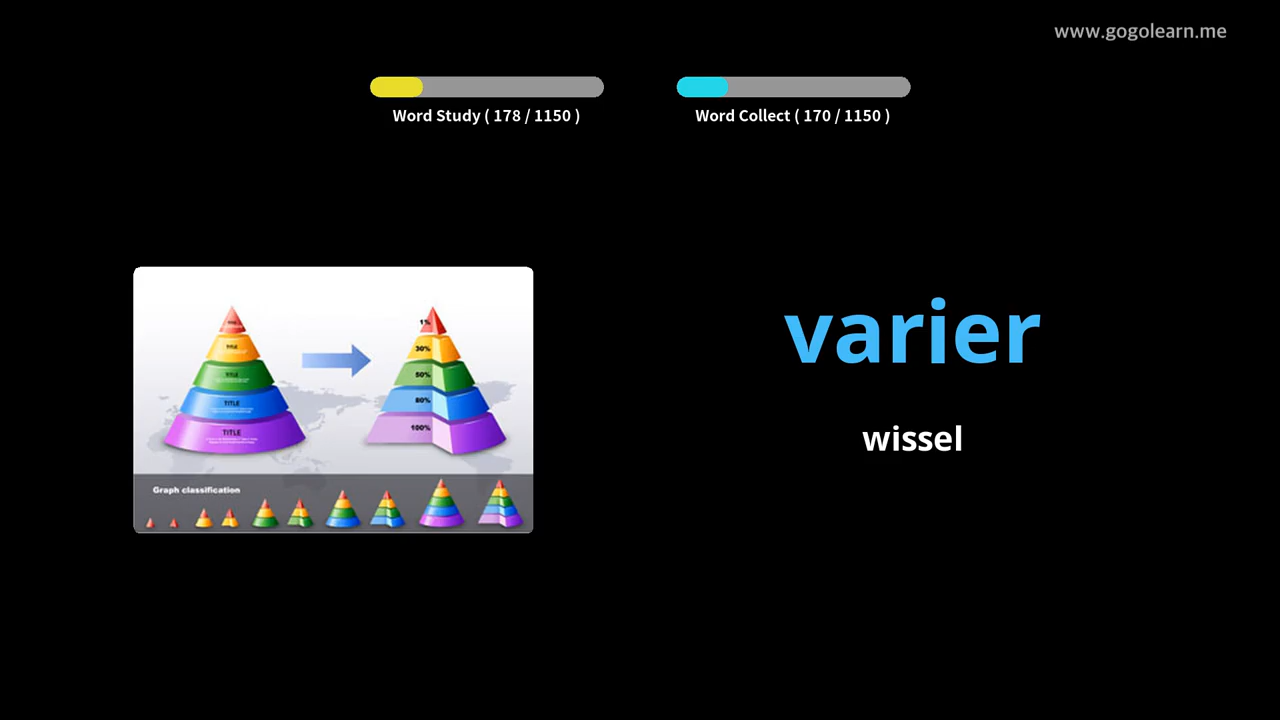 www.gogolearn.me
Word Study ( 178 / 1150 )
Word Collect ( 170 / 1150 )
varier
wissel
TITLE
TITLE
TITLE
TITLE
1%
30%
50%
80%
100%
Graph classification